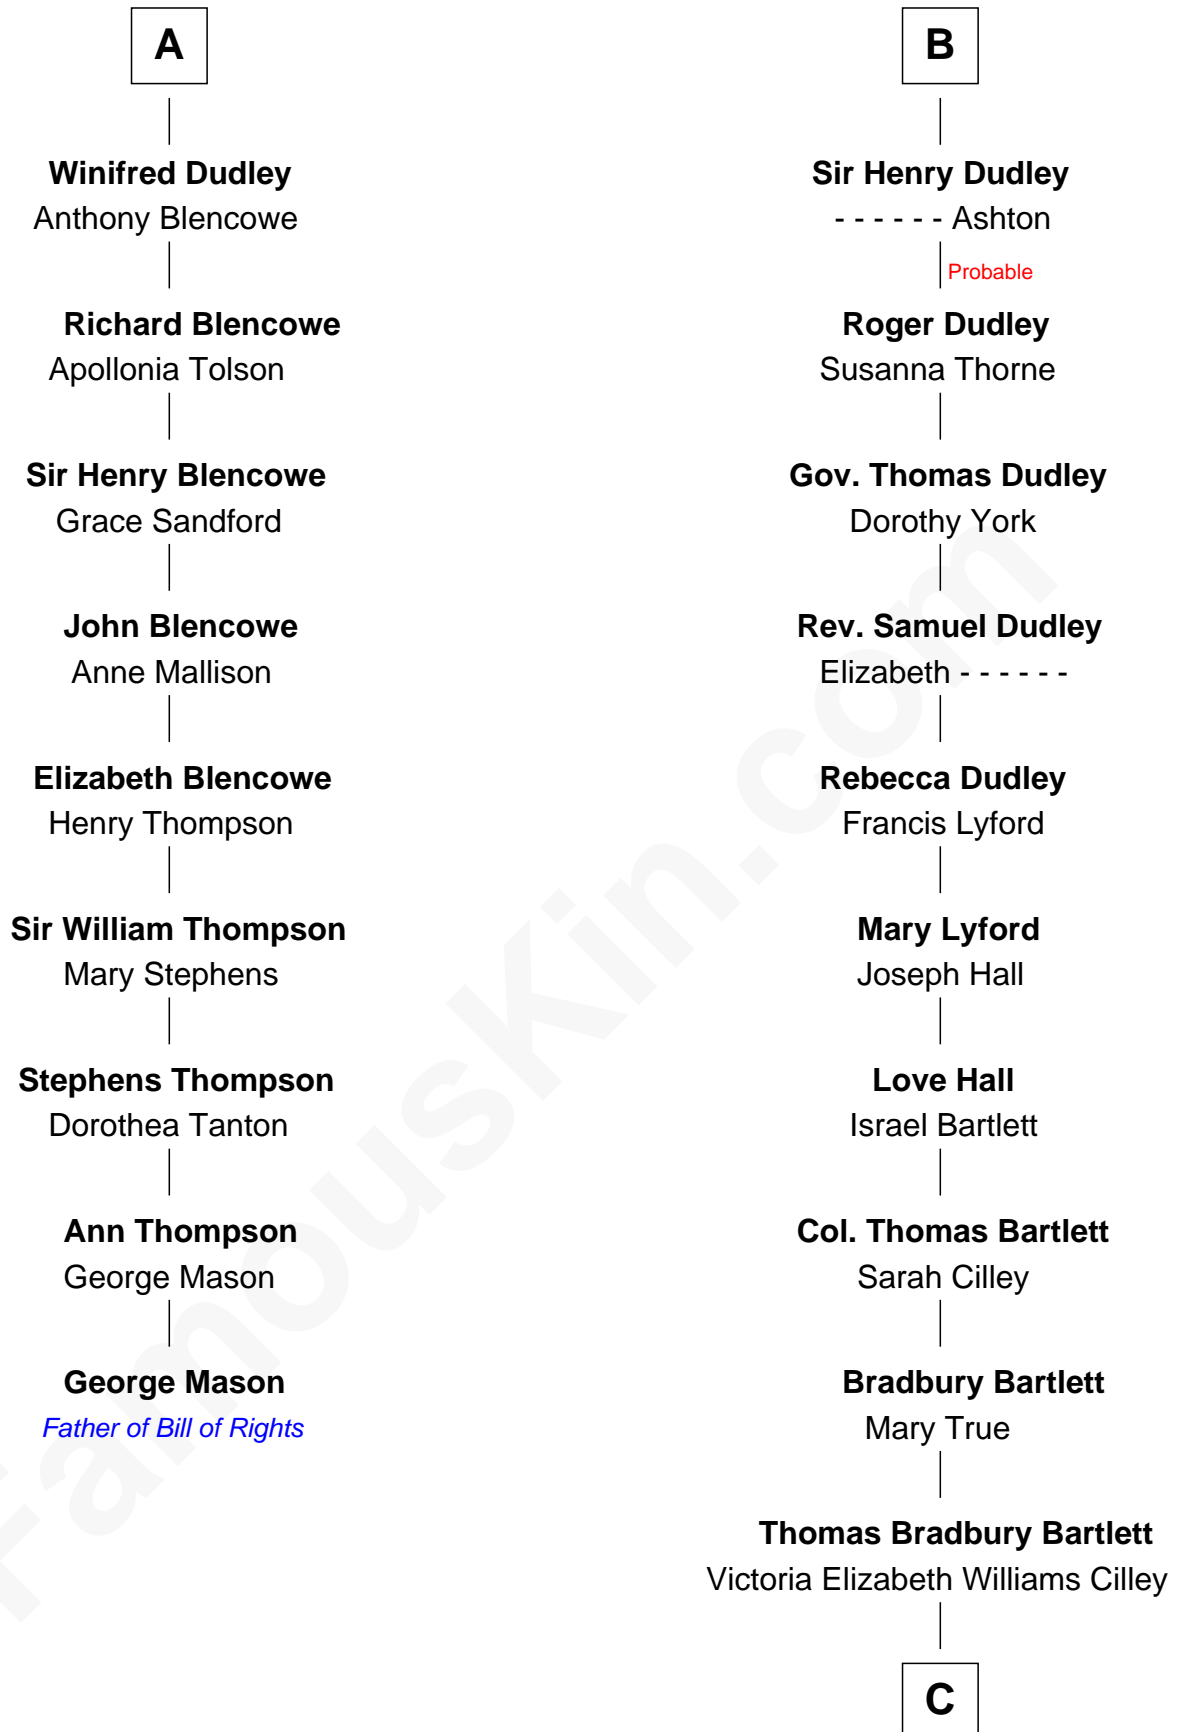 A
Winifred Dudley
Anthony Blencowe
Richard Blencowe
Apollonia Tolson
Sir Henry Blencowe
Grace Sandford
John Blencowe
Anne Mallison
Elizabeth Blencowe
Henry Thompson
Sir William Thompson
Mary Stephens
Stephens Thompson
Dorothea Tanton
Ann Thompson
George Mason
George Mason
Father of Bill of Rights
B
Sir Henry Dudley
- - - - - - Ashton
Probable
Roger Dudley
Susanna Thorne
Gov. Thomas Dudley
Dorothy York
Rev. Samuel Dudley
Elizabeth - - - - - -
Rebecca Dudley
Francis Lyford
Mary Lyford
Joseph Hall
Love Hall
Israel Bartlett
Col. Thomas Bartlett
Sarah Cilley
Bradbury Bartlett
Mary True
Thomas Bradbury Bartlett
Victoria Elizabeth Williams Cilley
C
FamousKin.com